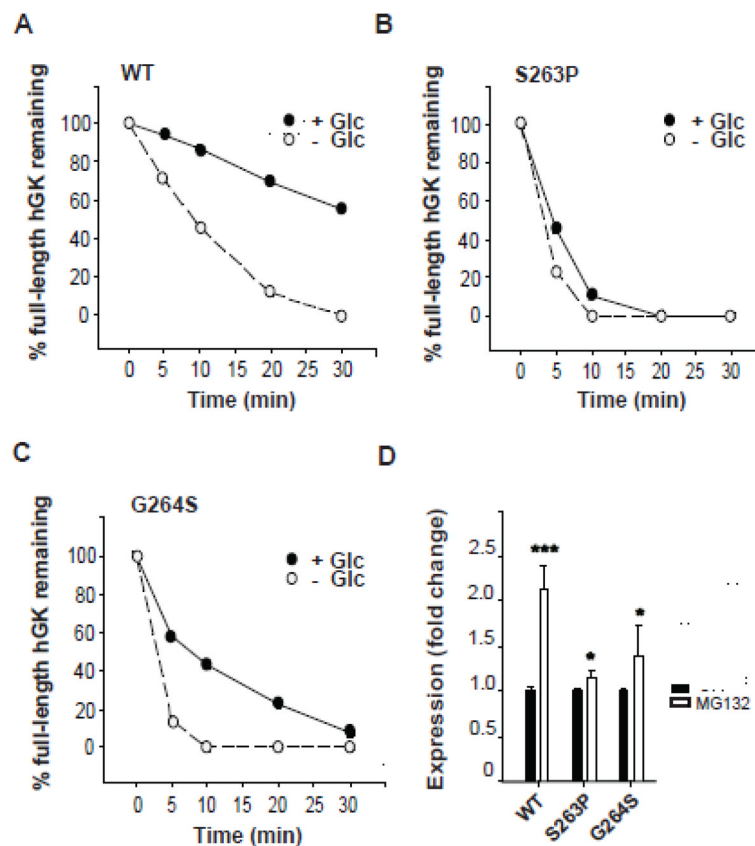 A
WT
% full-length hGK remaining
100
80
60
40
20
0
+ Glc
- Glc
0 5 10 15 20 25 30
Time (min)
B
S263P
% full-length hGK remaining
100
80
60
40
20
0
+ Glc
- Glc
0 5 10 15 20 25 30
Time (min)
C
G264S
% full-length hGK remaining
100
80
60
40
20
0
+ Glc
- Glc
0 5 10 15 20 25 30
Time (min)
D
Expression (fold change)
2.5
2.0
1.5
1.0
0.5
0
***
*
*
MG132
WT
S263P
G264S